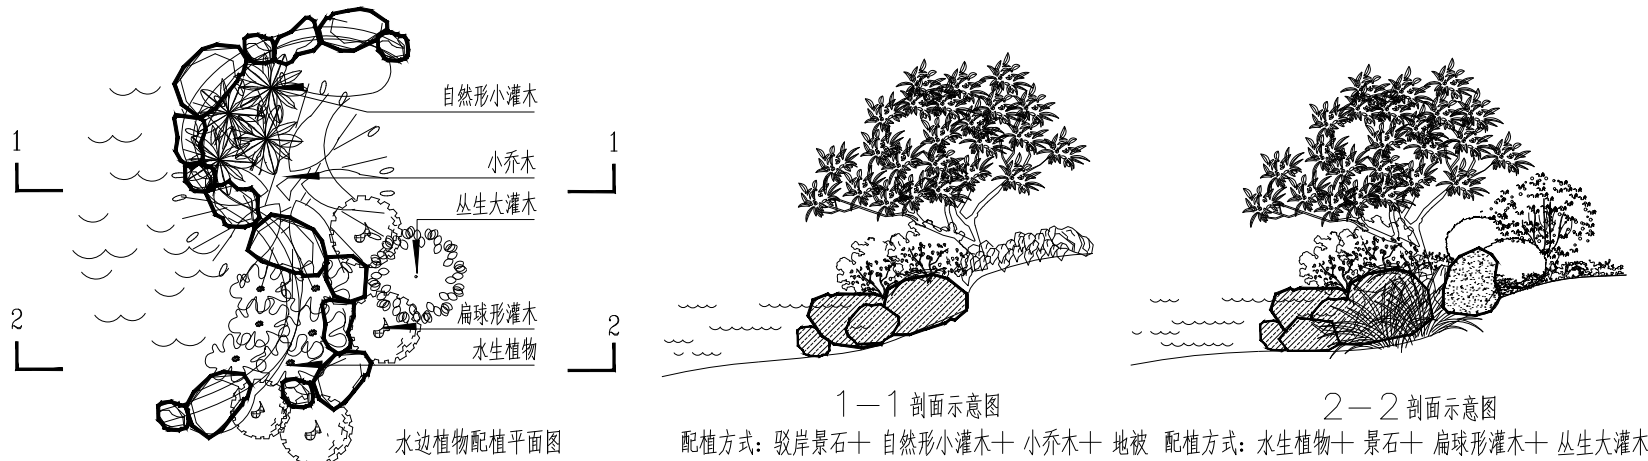 自然形小灌木
1
1
小乔木
丛生大灌木
扁球形灌木
2
2
水生植物
水边植物配植平面图
1-1剖面示意图
配植方式：驳岸景石+ 自然形小灌木+ 小乔木+ 地被
2-2剖面示意图
配植方式：水生植物+ 景石+ 扁球形灌木+ 丛生大灌木